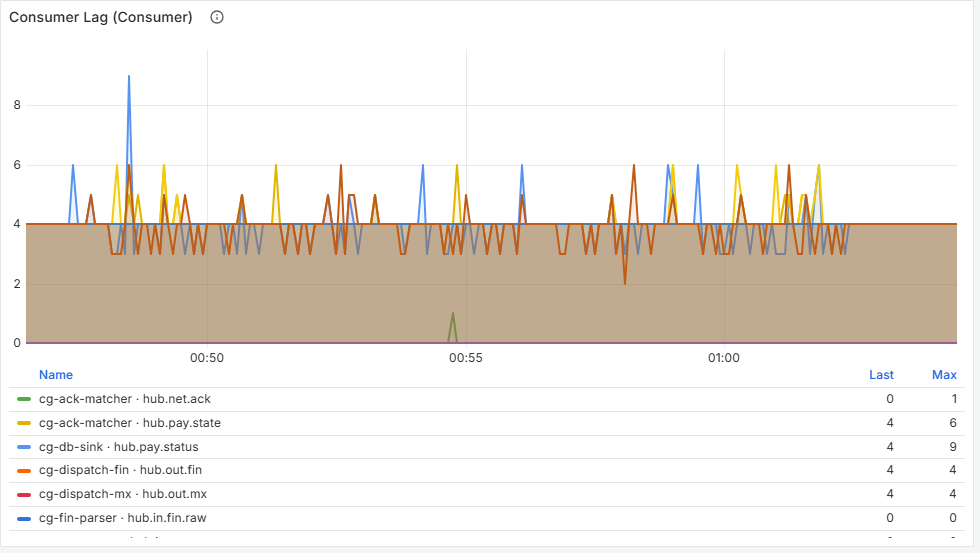 Consumer Lag (Consumer)
8
6
4
2
0
00:50 00:55 01:00
Name Last Max
cg-ack-matcher · hub.net.ack 0 1
cg-ack-matcher · hub.pay.state 4 6
cg-db-sink · hub.pay.status 4 9
cg-dispatch-fin · hub.out.fin 4 4
cg-dispatch-mx · hub.out.mx 4 4
cg-fin-parser · hub.in.fin.raw 0 0